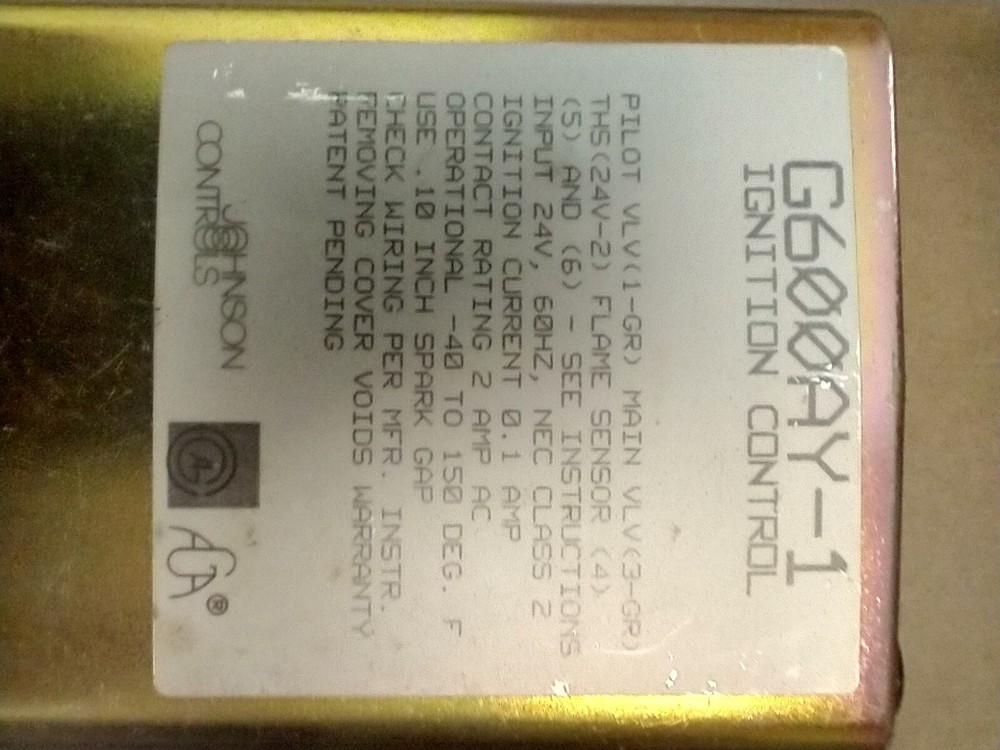 G600AY-1
IGNITION CONTROL
PILOT VLV(1-GR) MAIN VLV(3-GR)
THS(24V-2) FLAME SENSOR (4).
(5) AND (6) - SEE INSTRUCTIONS
INPUT 24V, 60HZ, NEC CLASS 2
IGNITION CURRENT 0.1 AMP
CONTACT RATING 2 AMP AC
OPERATIONAL -40 TO 150 DEG. F
USE .10 INCH SPARK GAP
CHECK WIRING PER MFR. INSTR.
REMOVING COVER VOIDS WARRANTY
PATENT PENDING
JOHNSON
CONTROLS
AGA®